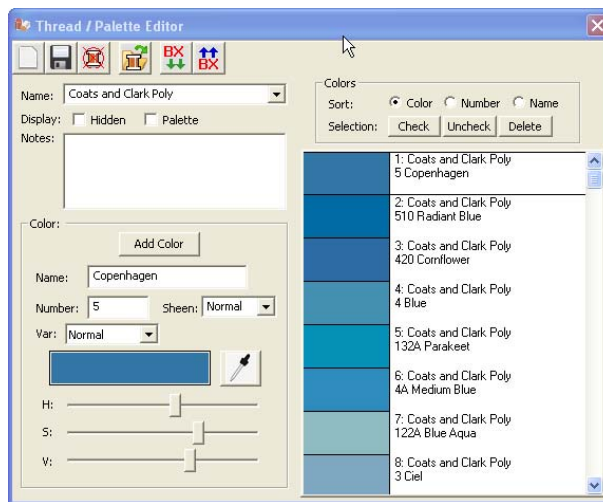 Thread / Palette Editor
BX
BX
Name: Coats and Clark Poly
Display: Hidden Palette
Notes:
Color:
Add Color
Name: Copenhagen
Number: 5 Sheen: Normal
Var: Normal
H:
S:
V:
Colors
Sort: Color Number Name
Selection: Check Uncheck Delete
1: Coats and Clark Poly
5 Copenhagen
2: Coats and Clark Poly
510 Radiant Blue
3: Coats and Clark Poly
420 Cornflower
4: Coats and Clark Poly
4 Blue
5: Coats and Clark Poly
132A Parakeet
6: Coats and Clark Poly
4A Medium Blue
7: Coats and Clark Poly
122A Blue Aqua
8: Coats and Clark Poly
3 Ciel